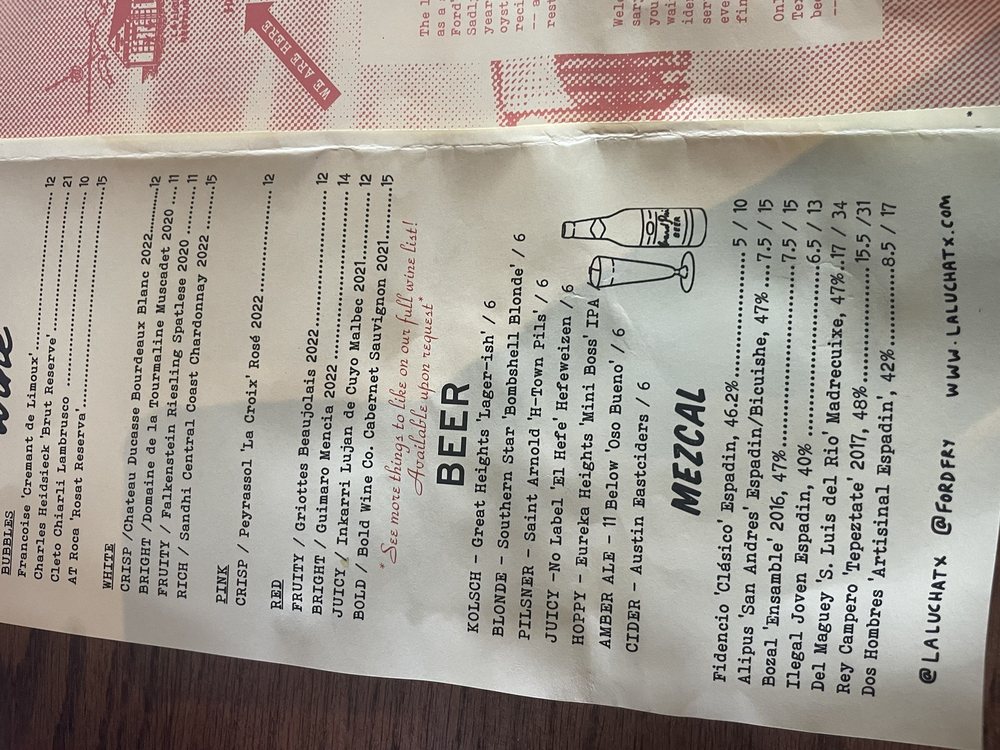 WE ARE HERE
wine
BUBBLES
Francoise 'Cremant de Limoux' 12
Charles Heidsieck 'Brut Reserve' 21
Cleto Chiarli Lambrusco 10
AT Roca 'Rosat Reserva' 15
WHITE
CRISP /Chateau Ducasse Bourdeaux Blanc 2022 12
BRIGHT /Domaine de la Tourmaline Muscadet 2020 11
FRUITY / Falkenstein Riesling Spatlese 2020 11
RICH / Sandhi Central Coast Chardonnay 2022 15
PINK
CRISP / Peyrassol 'La Croix' Rosé 2022 12
RED
FRUITY / Griottes Beaujolais 2022 12
BRIGHT / Guimaro Mencia 2022 14
JUICY / Inkarri Lujan de Cuyo Malbec 2021 12
BOLD / Bold Wine Co. Cabernet Sauvignon 2021 15
*See more things to like on our full wine list!
Available upon request*
BEER
KOLSCH - Great Heights 'Lager-ish' / 6
BLONDE - Southern Star 'Bombshell Blonde' / 6
PILSNER - Saint Arnold 'H-Town Pils' / 6
JUICY -No Label 'El Hefe' Hefeweizen / 6
HOPPY - Eureka Heights 'Mini Boss' IPA / 6
AMBER ALE - 11 Below 'Oso Bueno' / 6
CIDER - Austin Eastciders / 6
BEER
MEZCAL
Fidencio 'Clásico' Espadin, 46.2% 5 / 10
Alipus 'San Andres' Espadin/Bicuishe, 47% 7.5 / 15
Bozal 'Ensamble' 2016, 47% 7.5 / 15
Ilegal Joven Espadin, 40% 6.5 / 13
Del Maguey 'S. Luis del Rio' Madrecuixe, 47% 17 / 34
Rey Campero 'Tepeztate' 2017, 48% 15.5 /31
Dos Hombres 'Artisinal Espadin', 42% 8.5 / 17
@LALUCHATX @FORDFRY WWW.LALUCHATX.COM